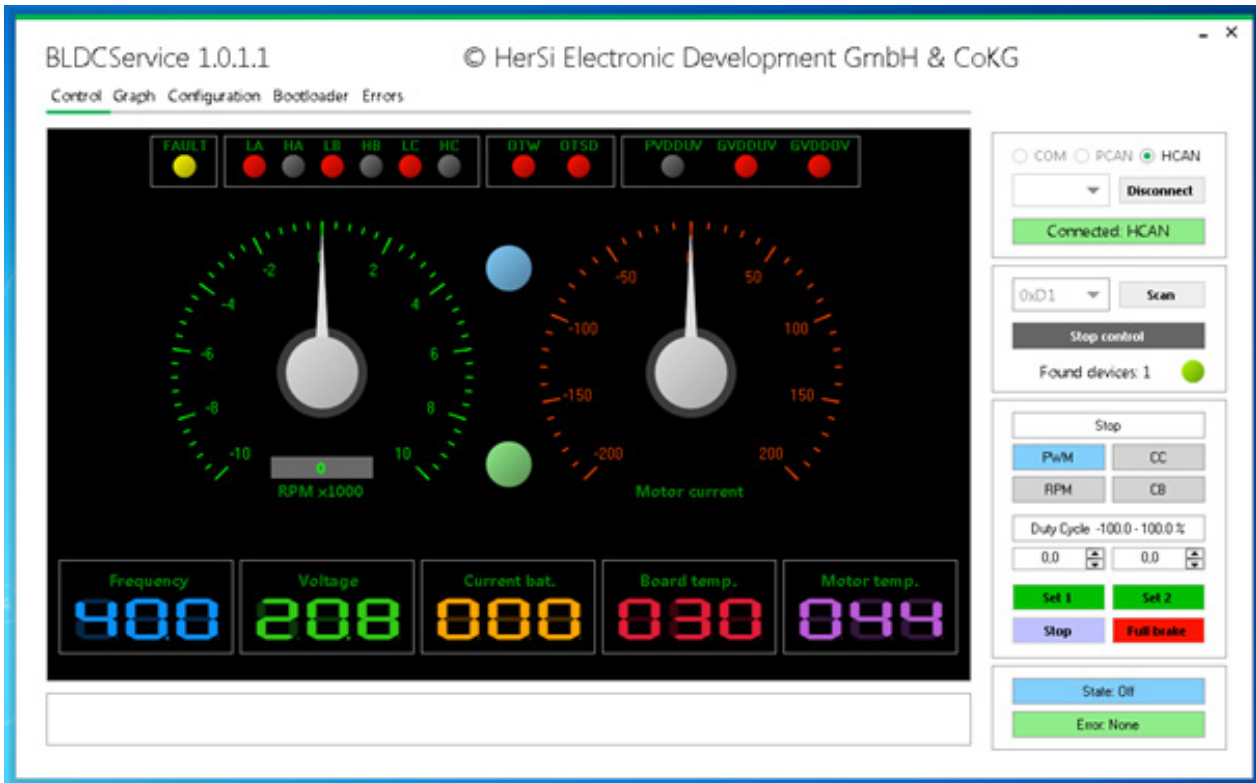 BLDCService 1.0.1.1
© HerSi Electronic Development GmbH & CoKG
Control Graph Configuration Bootloader Errors
FAULT LA HA LB HB LC HC OTW OTSD PVDDUV GVDDUV GVDDOV
COM PCAN HCAN
Disconnect
Connected: HCAN
0xD1 Scan
Stop control
Found devices: 1
-10 -8 -6 -4 -2 0 2 4 6 8 10
0
RPM x1000
-200 -150 -100 -50 0 50 100 150 200
Motor current
Stop
PWM CC
RPM CB
Duty Cycle -100.0 - 100.0 %
0,0 0,0
Set 1 Set 2
Stop Full brake
Frequency Voltage Current bat. Board temp. Motor temp.
40.0 20.8 000 030 044
State: Off
Error: None